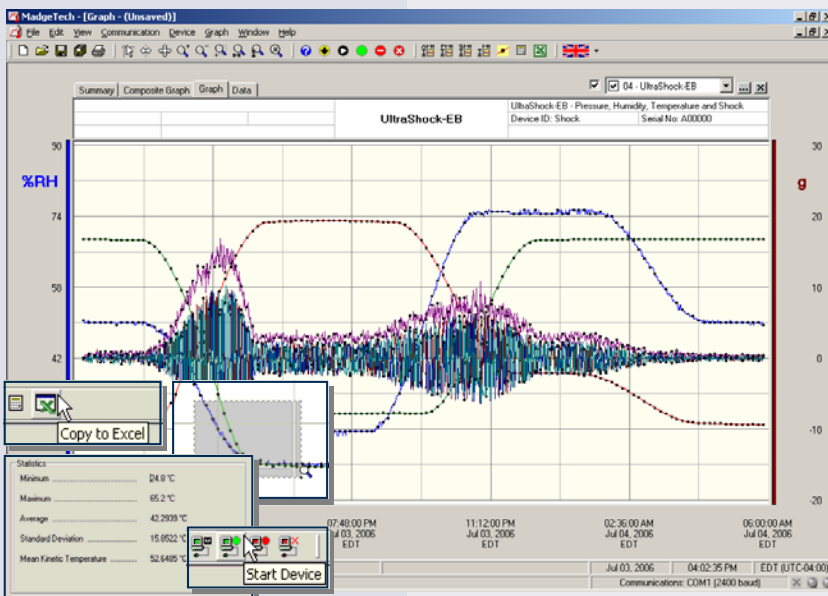 MadgeTech - [Graph - (Unsaved)]
File Edit View Communication Device Graph Window Help
Summary Composite Graph Graph Data
04 - UltraShock-EB
UltraShock-EB
UltraShock-EB - Pressure, Humidity, Temperature and Shock
Device ID: Shock Serial No: A00000
90 30
%RH g
74 20
58 10
42 0
-10
-20
Copy to Excel
Statistics
Minimum 24.8 °C
Maximum 65.2 °C
Average 42.2939 °C
Standard Deviation 15.8522 °C
Mean Kinetic Temperature 52.6485 °C
Start Device
07:48:00 PM 11:12:00 PM 02:36:00 AM 06:00:00 AM
Jul 03, 2006 Jul 03, 2006 Jul 04, 2006 Jul 04, 2006
EDT EDT EDT EDT
Jul 03, 2006 04:02:35 PM EDT (UTC-04:00)
Communications: COM1 (2400 baud)